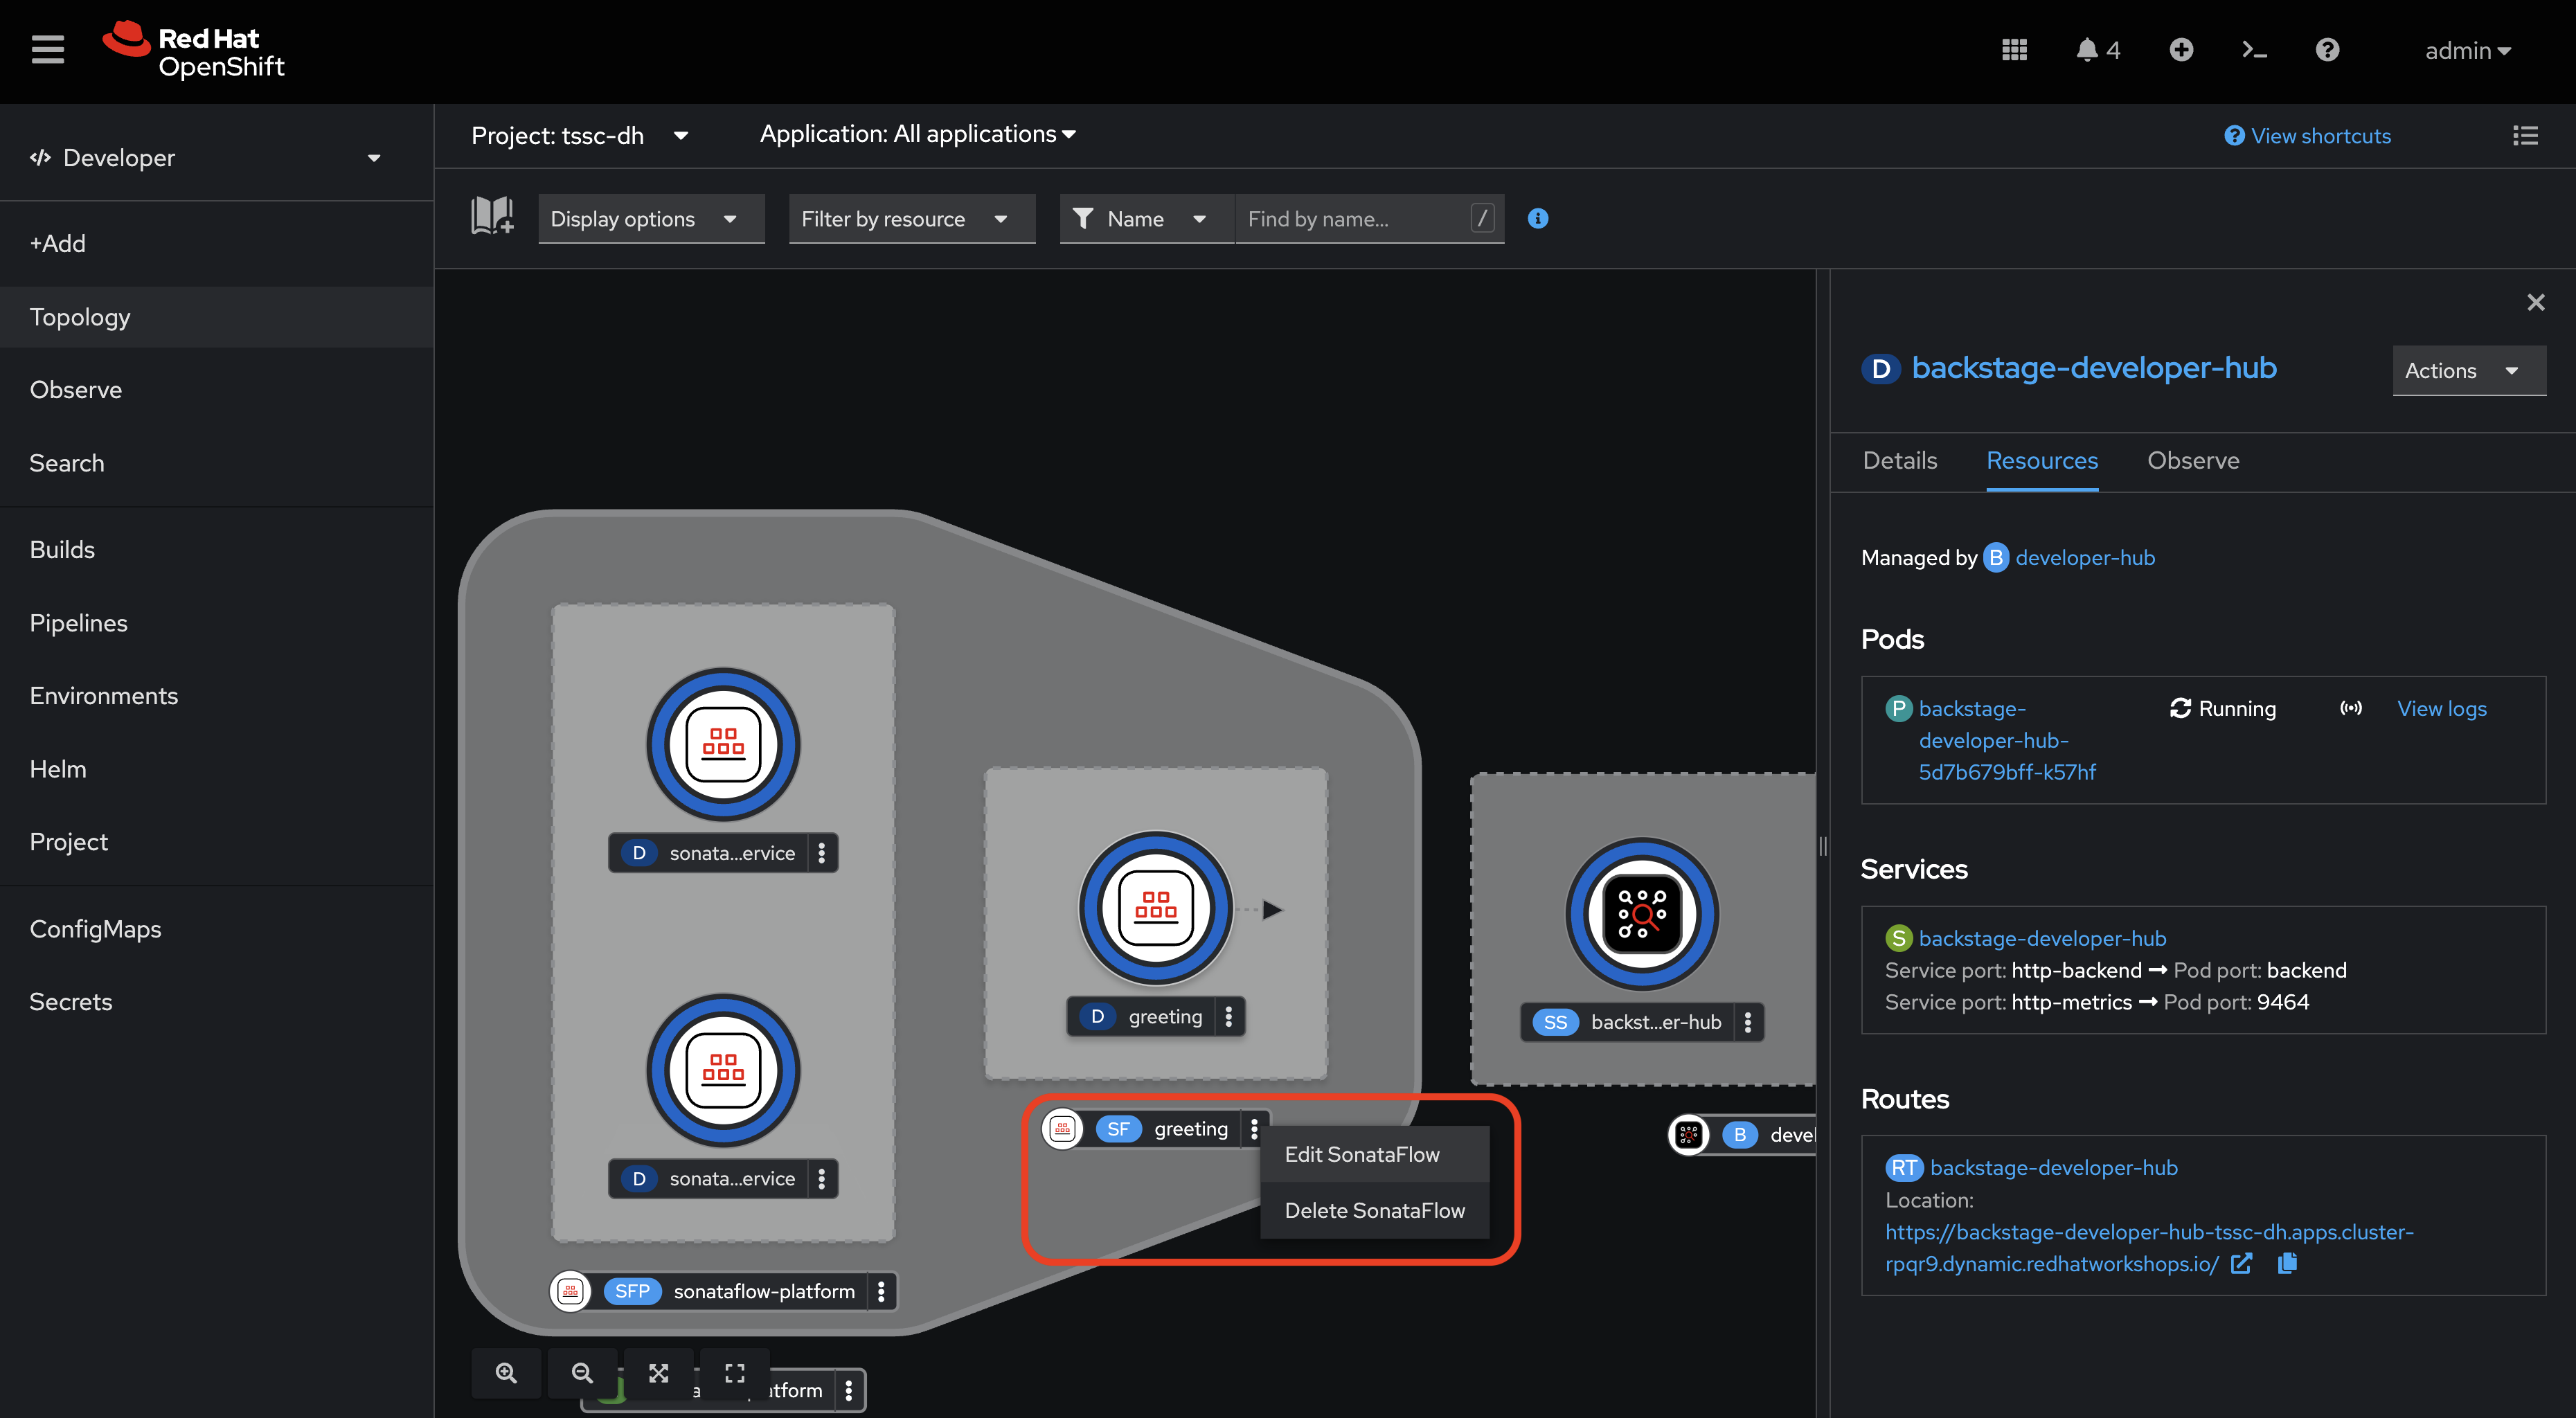 Red Hat
OpenShift
4
admin
Developer
+Add
Topology
Observe
Search
Builds
Pipelines
Environments
Helm
Project
ConfigMaps
Secrets
Project: tssc-dh
Application: All applications
View shortcuts
Display options
Filter by resource
Name
Find by name...
/
D sonata...ervice
D sonata...ervice
SFP sonataflow-platform
D greeting
SF greeting
Edit SonataFlow
Delete SonataFlow
SS backst...er-hub
B devel
atform
D backstage-developer-hub
Actions
Details
Resources
Observe
Managed by B developer-hub
Pods
P backstage-
developer-hub-
5d7b679bff-k57hf
Running
View logs
Services
S backstage-developer-hub
Service port: http-backend → Pod port: backend
Service port: http-metrics → Pod port: 9464
Routes
RT backstage-developer-hub
Location:
https://backstage-developer-hub-tssc-dh.apps.cluster-
rpqr9.dynamic.redhatworkshops.io/